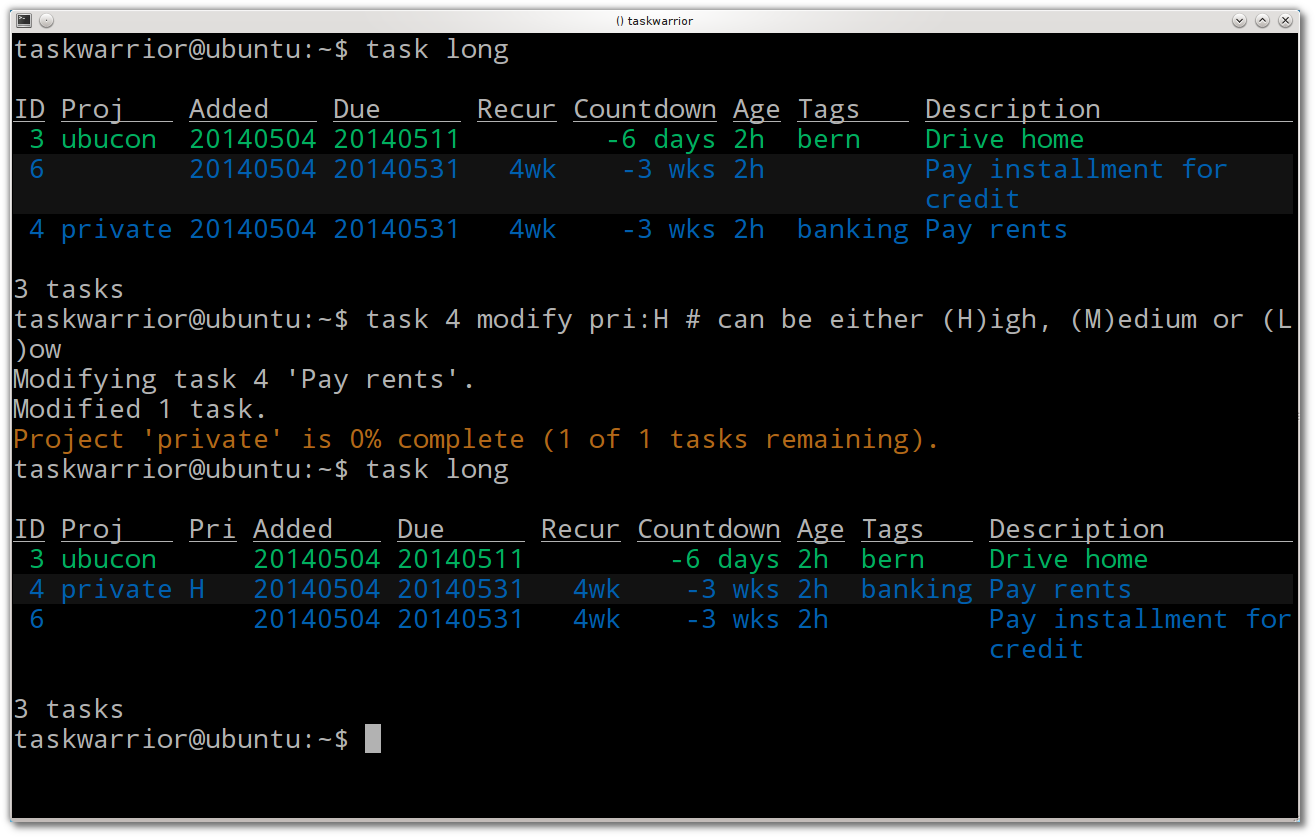 () taskwarrior
taskwarrior@ubuntu:~$ task long
ID Proj Added Due Recur Countdown Age Tags Description
3 ubucon 20140504 20140511 -6 days 2h bern Drive home
6 20140504 20140531 4wk -3 wks 2h Pay installment for
credit
4 private 20140504 20140531 4wk -3 wks 2h banking Pay rents
3 tasks
taskwarrior@ubuntu:~$ task 4 modify pri:H # can be either (H)igh, (M)edium or (L
)ow
Modifying task 4 'Pay rents'.
Modified 1 task.
Project 'private' is 0% complete (1 of 1 tasks remaining).
taskwarrior@ubuntu:~$ task long
ID Proj Pri Added Due Recur Countdown Age Tags Description
3 ubucon 20140504 20140511 -6 days 2h bern Drive home
4 private H 20140504 20140531 4wk -3 wks 2h banking Pay rents
6 20140504 20140531 4wk -3 wks 2h Pay installment for
credit
3 tasks
taskwarrior@ubuntu:~$